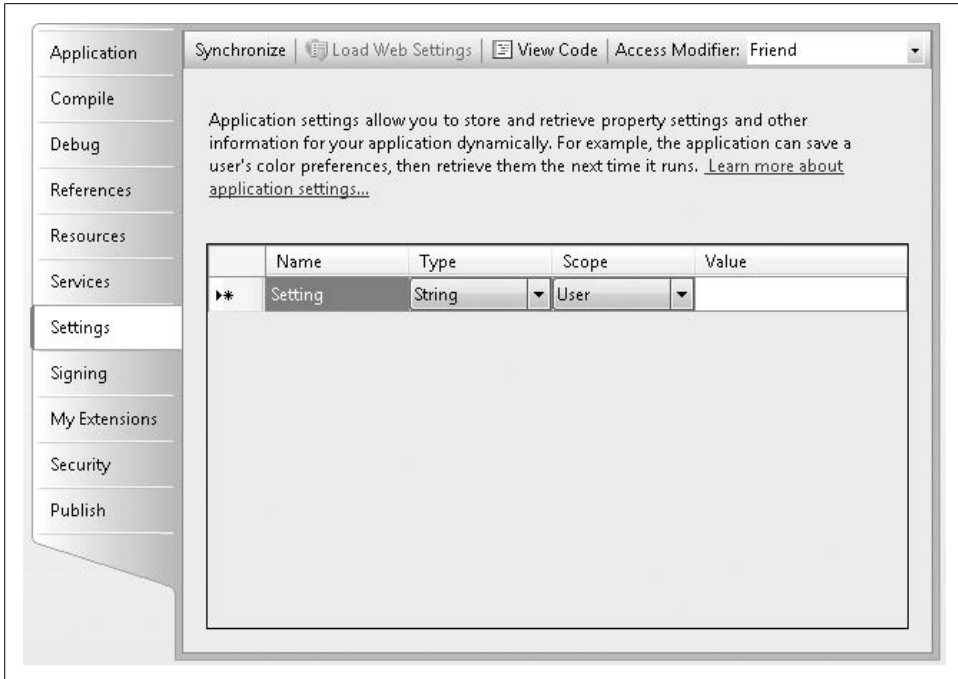 Application
Compile
Debug
References
Resources
Services
Settings
Signing
My Extensions
Security
Publish
Synchronize Load Web Settings View Code Access Modifier: Friend
Application settings allow you to store and retrieve property settings and other
information for your application dynamically. For example, the application can save a
user's color preferences, then retrieve them the next time it runs. Learn more about
application settings...
Name Type Scope Value
Setting String User